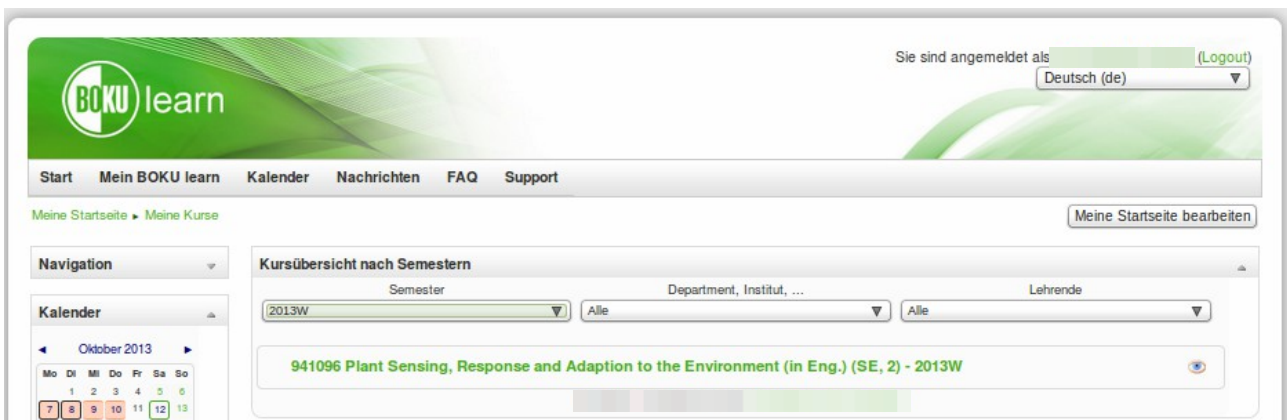 Sie sind angemeldet als (Logout)
Deutsch (de)
BOKU learn
Start Mein BOKU learn Kalender Nachrichten FAQ Support
Meine Startseite ► Meine Kurse
Meine Startseite bearbeiten
Navigation
Kursübersicht nach Semestern
Semester Department, Institut, ... Lehrende
2013W Alle Alle
Kalender
◄ Oktober 2013 ►
941096 Plant Sensing, Response and Adaption to the Environment (in Eng.) (SE, 2) - 2013W
Mo Di Mi Do Fr Sa So
1 2 3 4 5 6
7 8 9 10 11 12 13